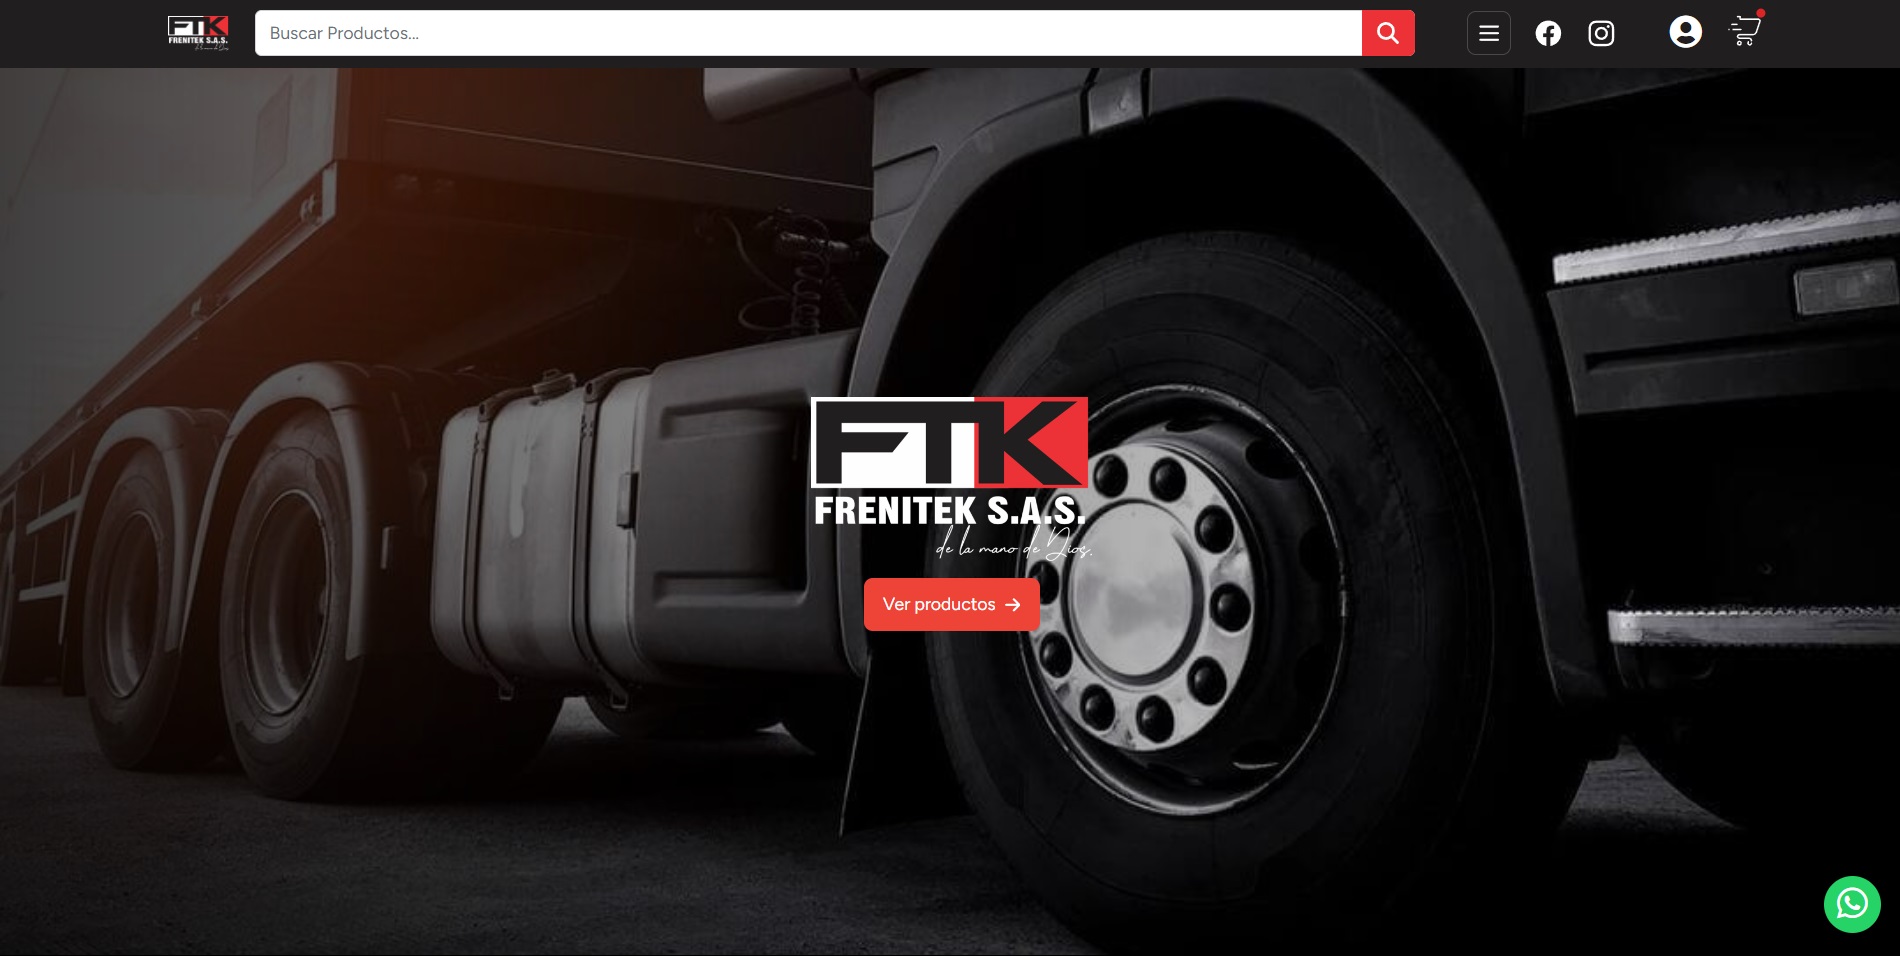 FTK
FRENITEK S.A.S.
Buscar Productos...
FTK
FRENITEK S.A.S.
de la mano de Dios.
Ver productos